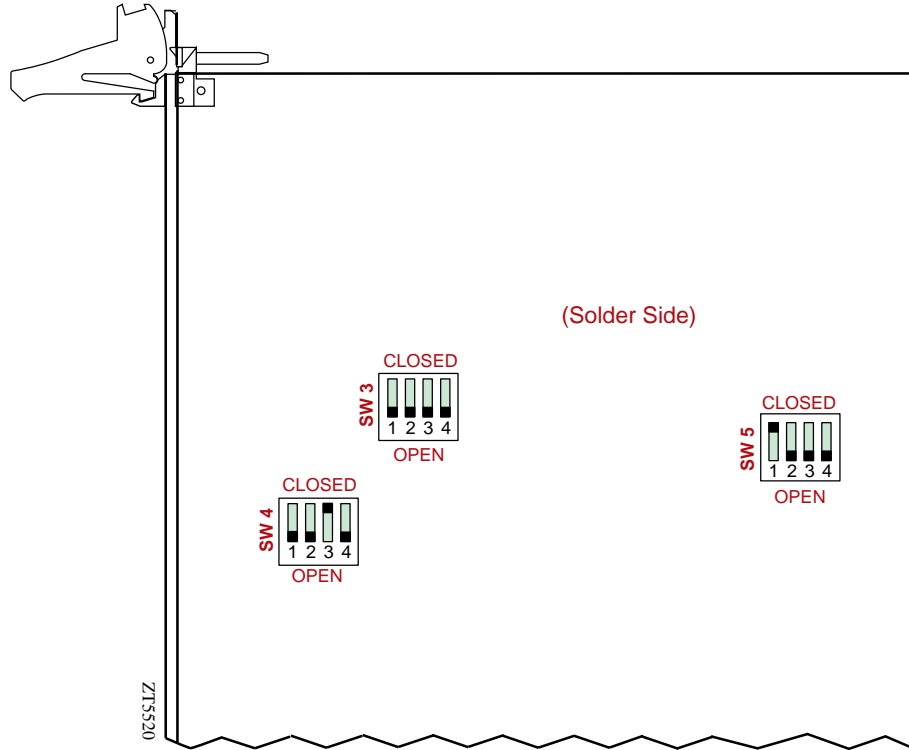 (Solder Side)
CLOSED
SW 3
1 2 3 4
OPEN
CLOSED
SW 5
1 2 3 4
OPEN
CLOSED
SW 4
1 2 3 4
OPEN
ZT5520